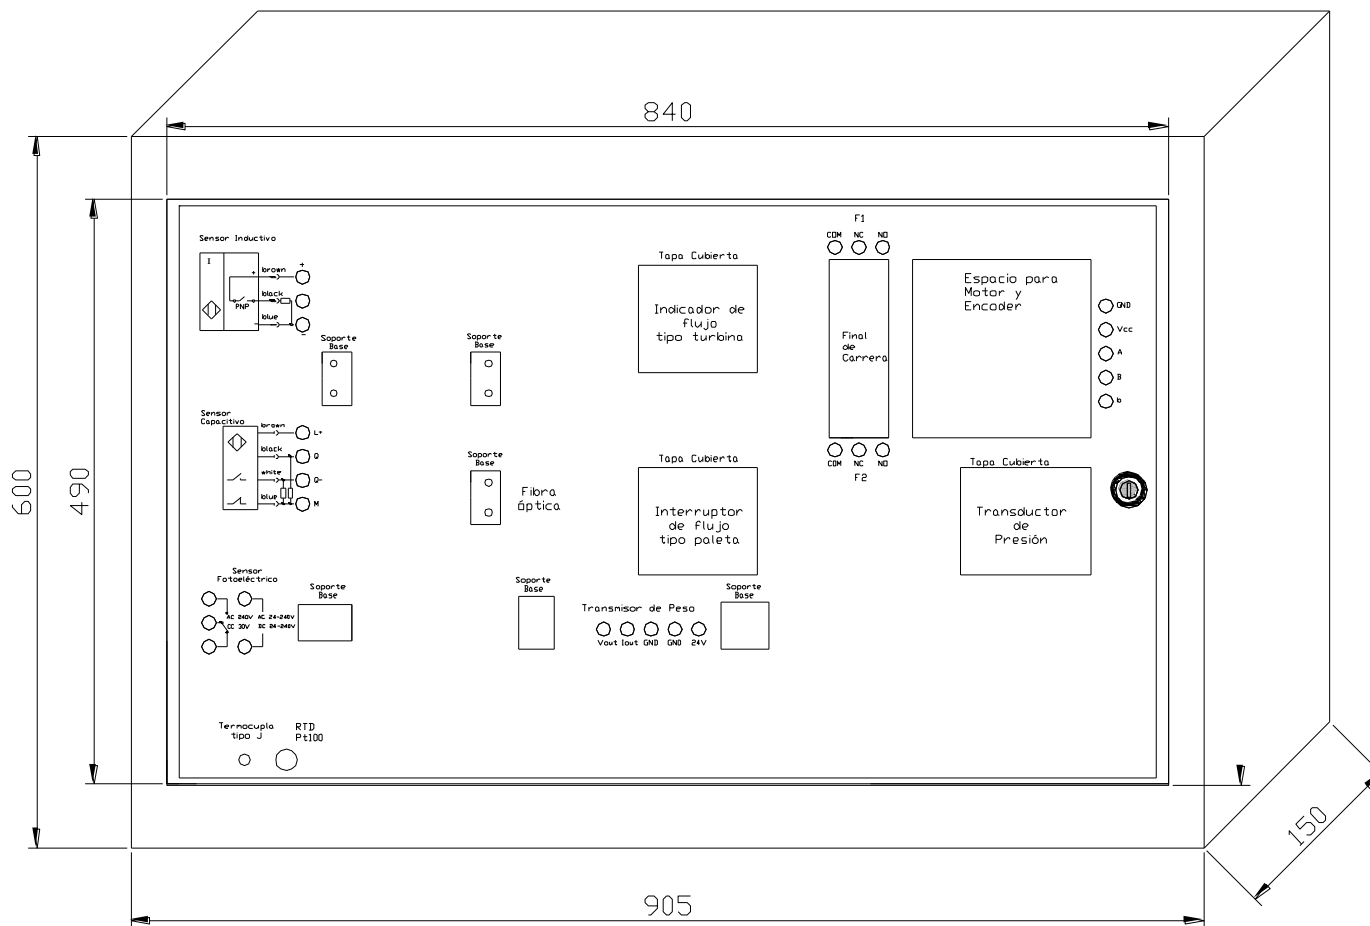 840
F1
COM NC NO
Sensor Inductivo
I
+
brown
+
black
PNP
blue
-
-
Tapa Cubierta
Indicador de
flujo
tipo turbina
Final
de
Carrera
Espacio para
Motor y
Encoder
GND
Vcc
A
B
b
Soporte
Base
Soporte
Base
Sensor
Capacitivo
brown
L+
black
Q
white
Q-
blue
M
Soporte
Base
Fibra
óptica
Tapa Cubierta
Interruptor
de flujo
tipo paleta
COM NC NO
F2
Tapa Cubierta
Transductor
de
Presión
600
490
Sensor
Fotoeléctrico
AC 240V AC 24-240V
CC 30V DC 24-240V
Soporte
Base
Soporte
Base
Transmisor de Peso
Vout Iout GND GND 24V
Soporte
Base
Termocupla
tipo J
RTD
Pt100
150
905